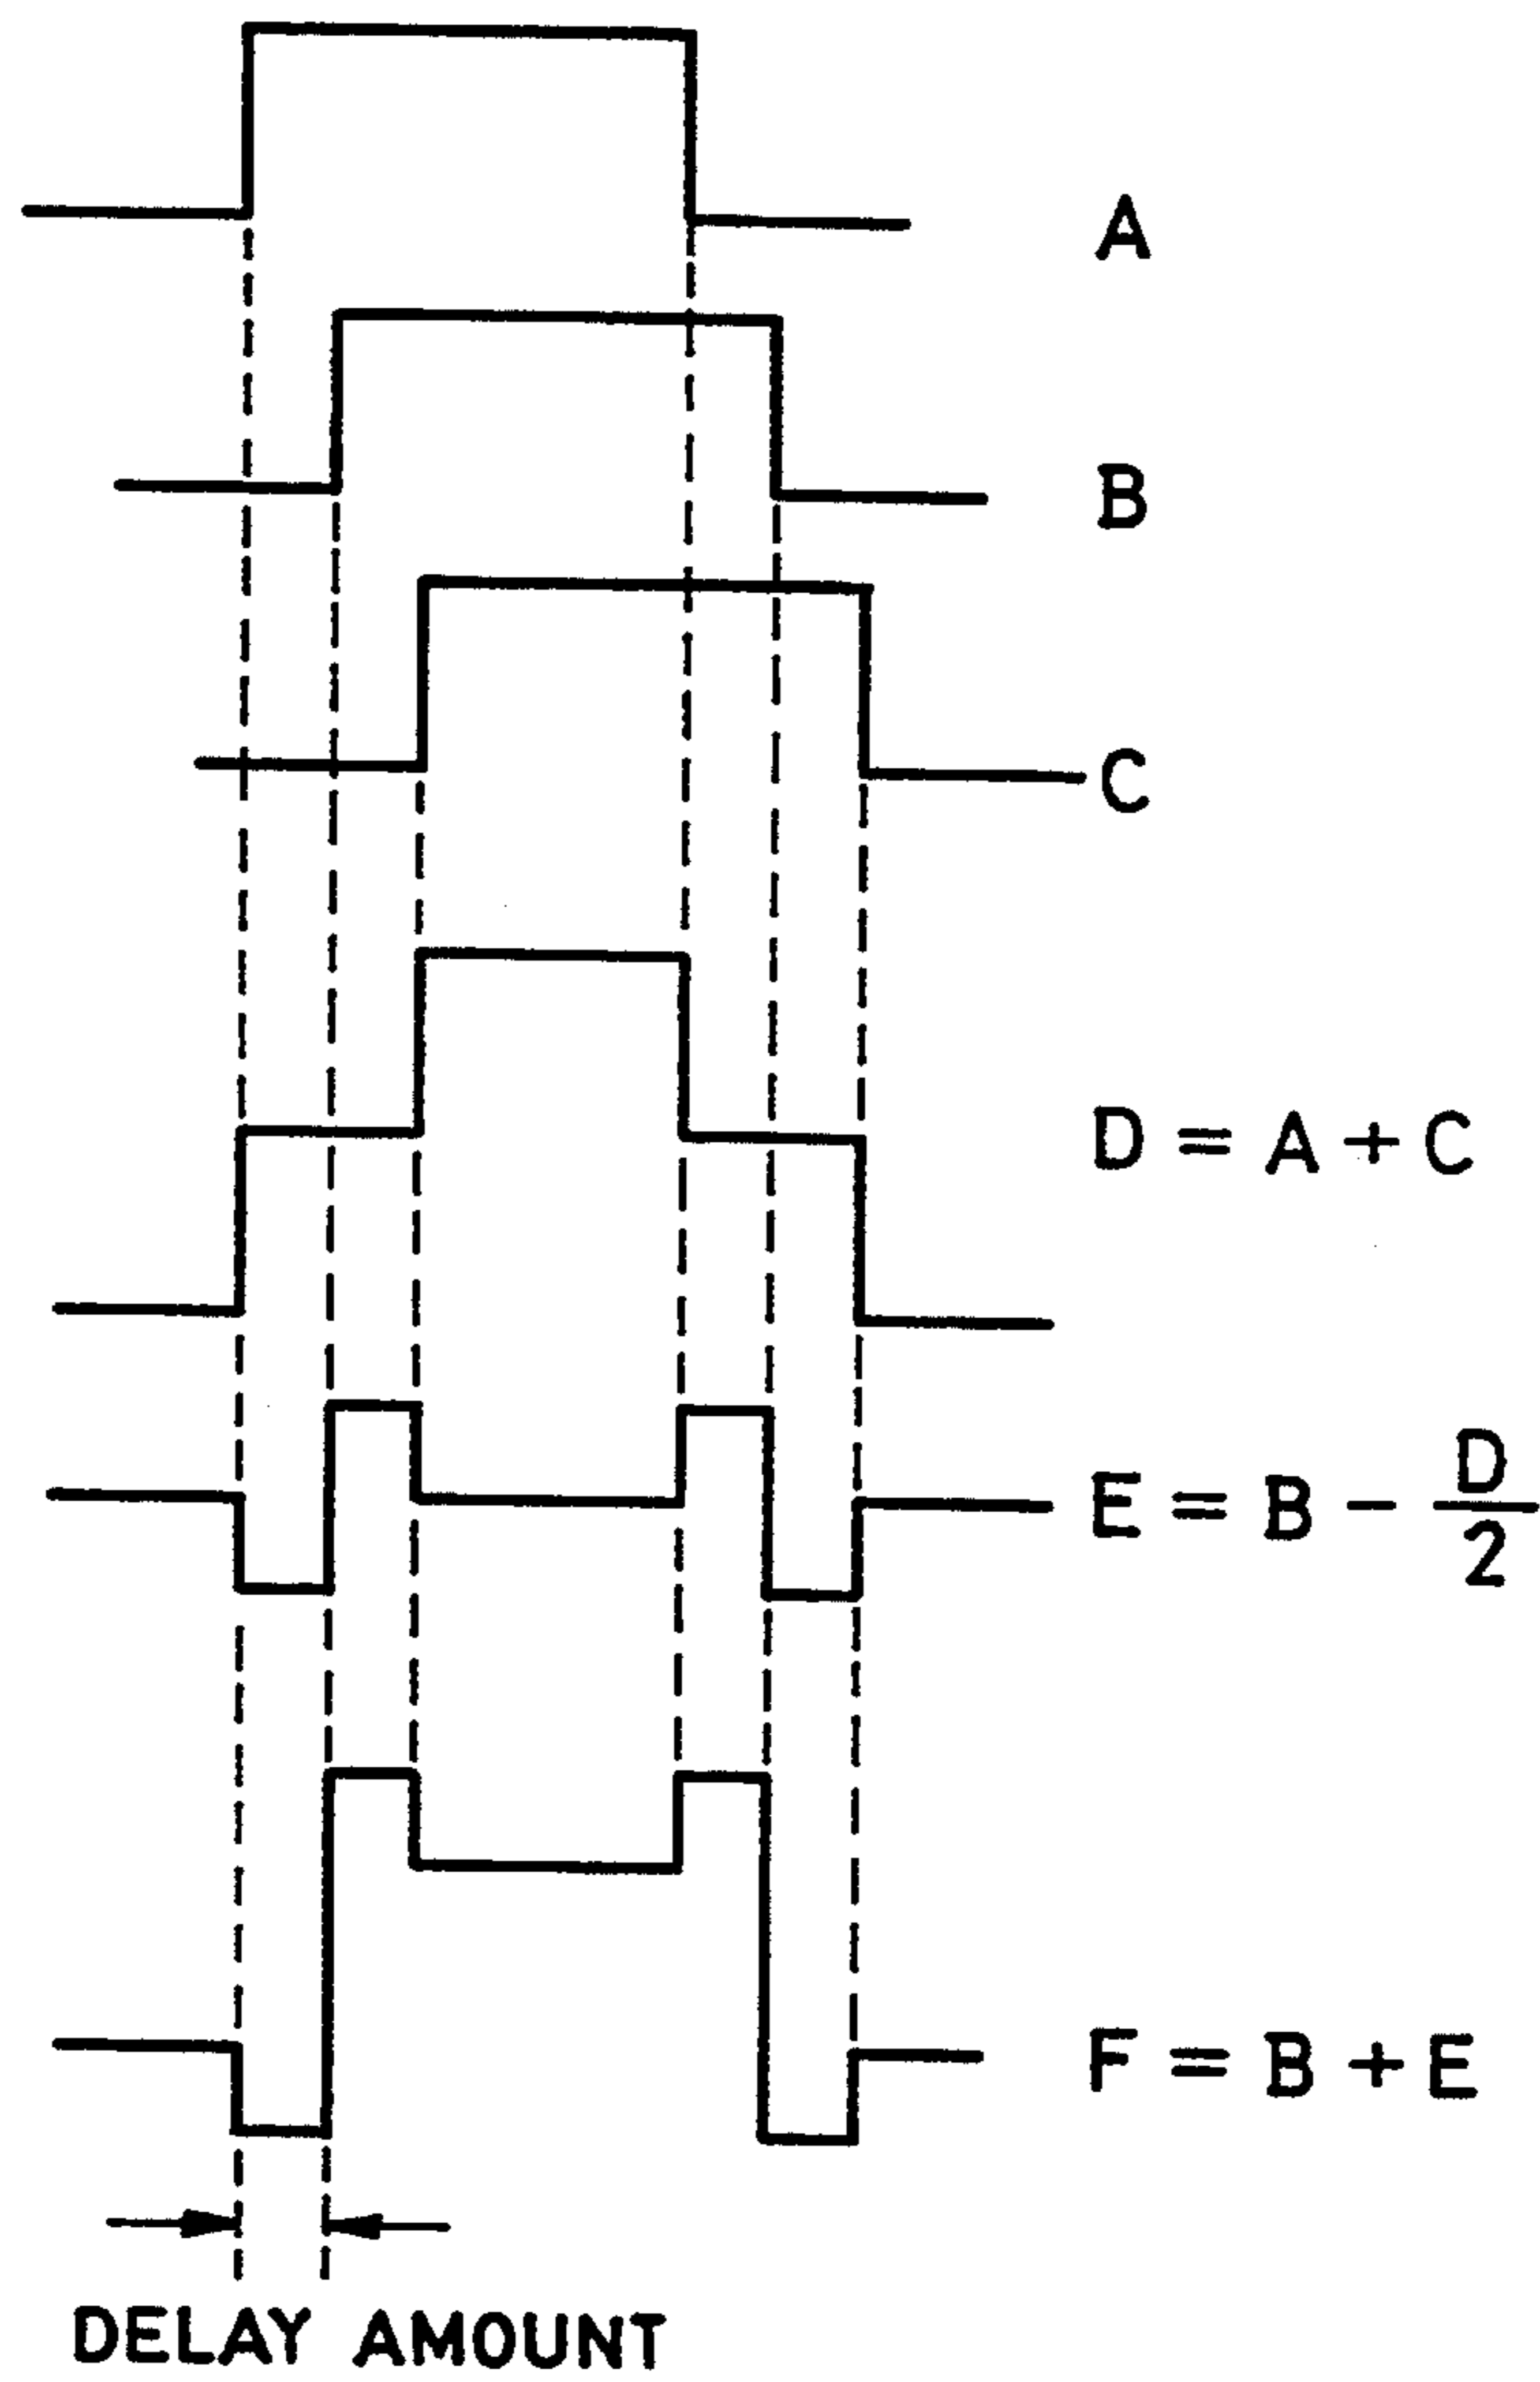 A
B
C
D = A + C
E = B - D/2
F = B + E
DELAY AMOUNT